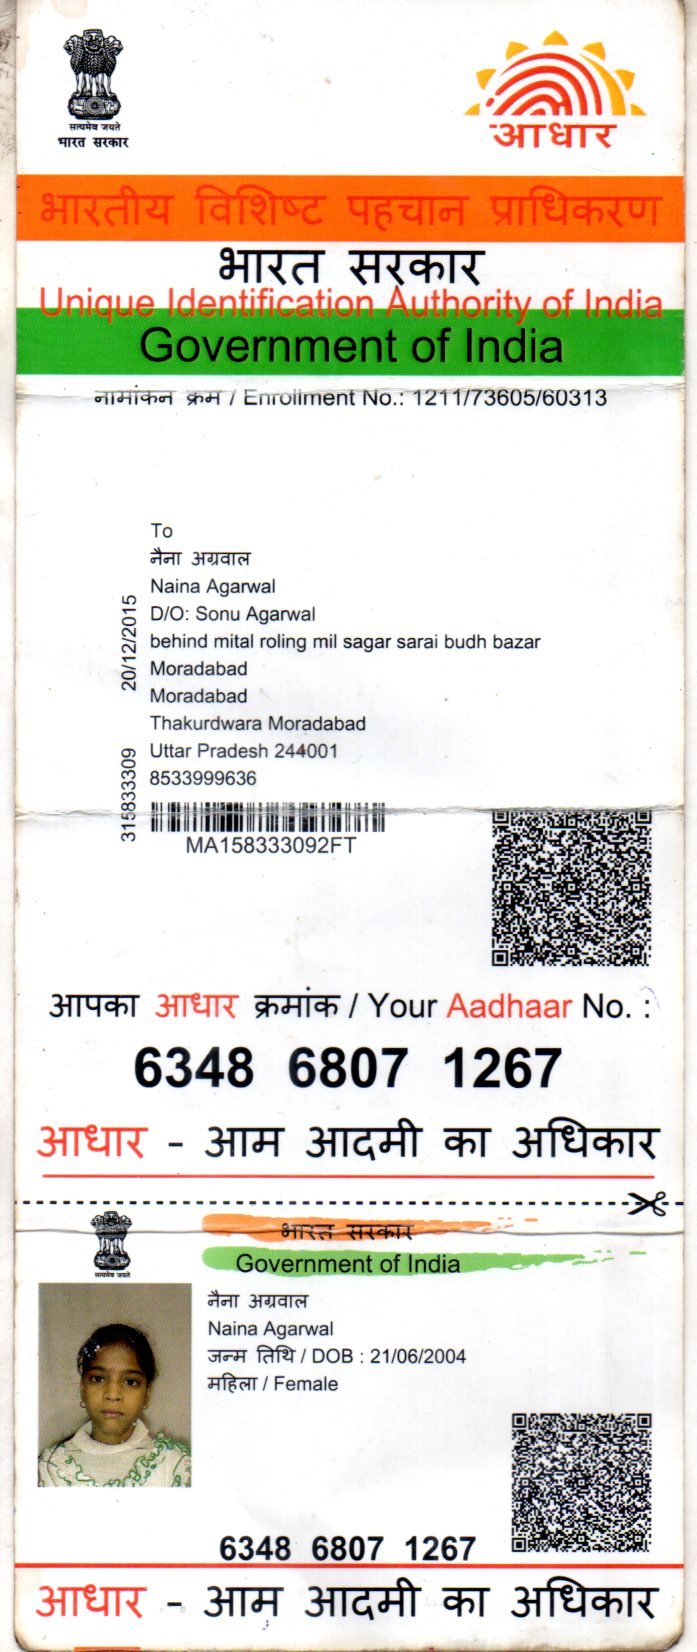 सत्यमेव जयते
भारत सरकार
आधार
भारतीय विशिष्ट पहचान प्राधिकरण
भारत सरकार
Unique Identification Authority of India
Government of India
नामांकन क्रम / Enrollment No.: 1211/73605/60313
To
नैना अग्रवाल
Naina Agarwal
D/O: Sonu Agarwal
behind mital roling mil sagar sarai budh bazar
Moradabad
Moradabad
Thakurdwara Moradabad
Uttar Pradesh 244001
8533999636
20/12/2015
315833309
MA158333092FT
आपका आधार क्रमांक / Your Aadhaar No. :
6348 6807 1267
आधार - आम आदमी का अधिकार
सत्यमेव जयते
भारत सरकार
Government of India
नैना अग्रवाल
Naina Agarwal
जन्म तिथि / DOB : 21/06/2004
महिला / Female
6348 6807 1267
आधार - आम आदमी का अधिकार